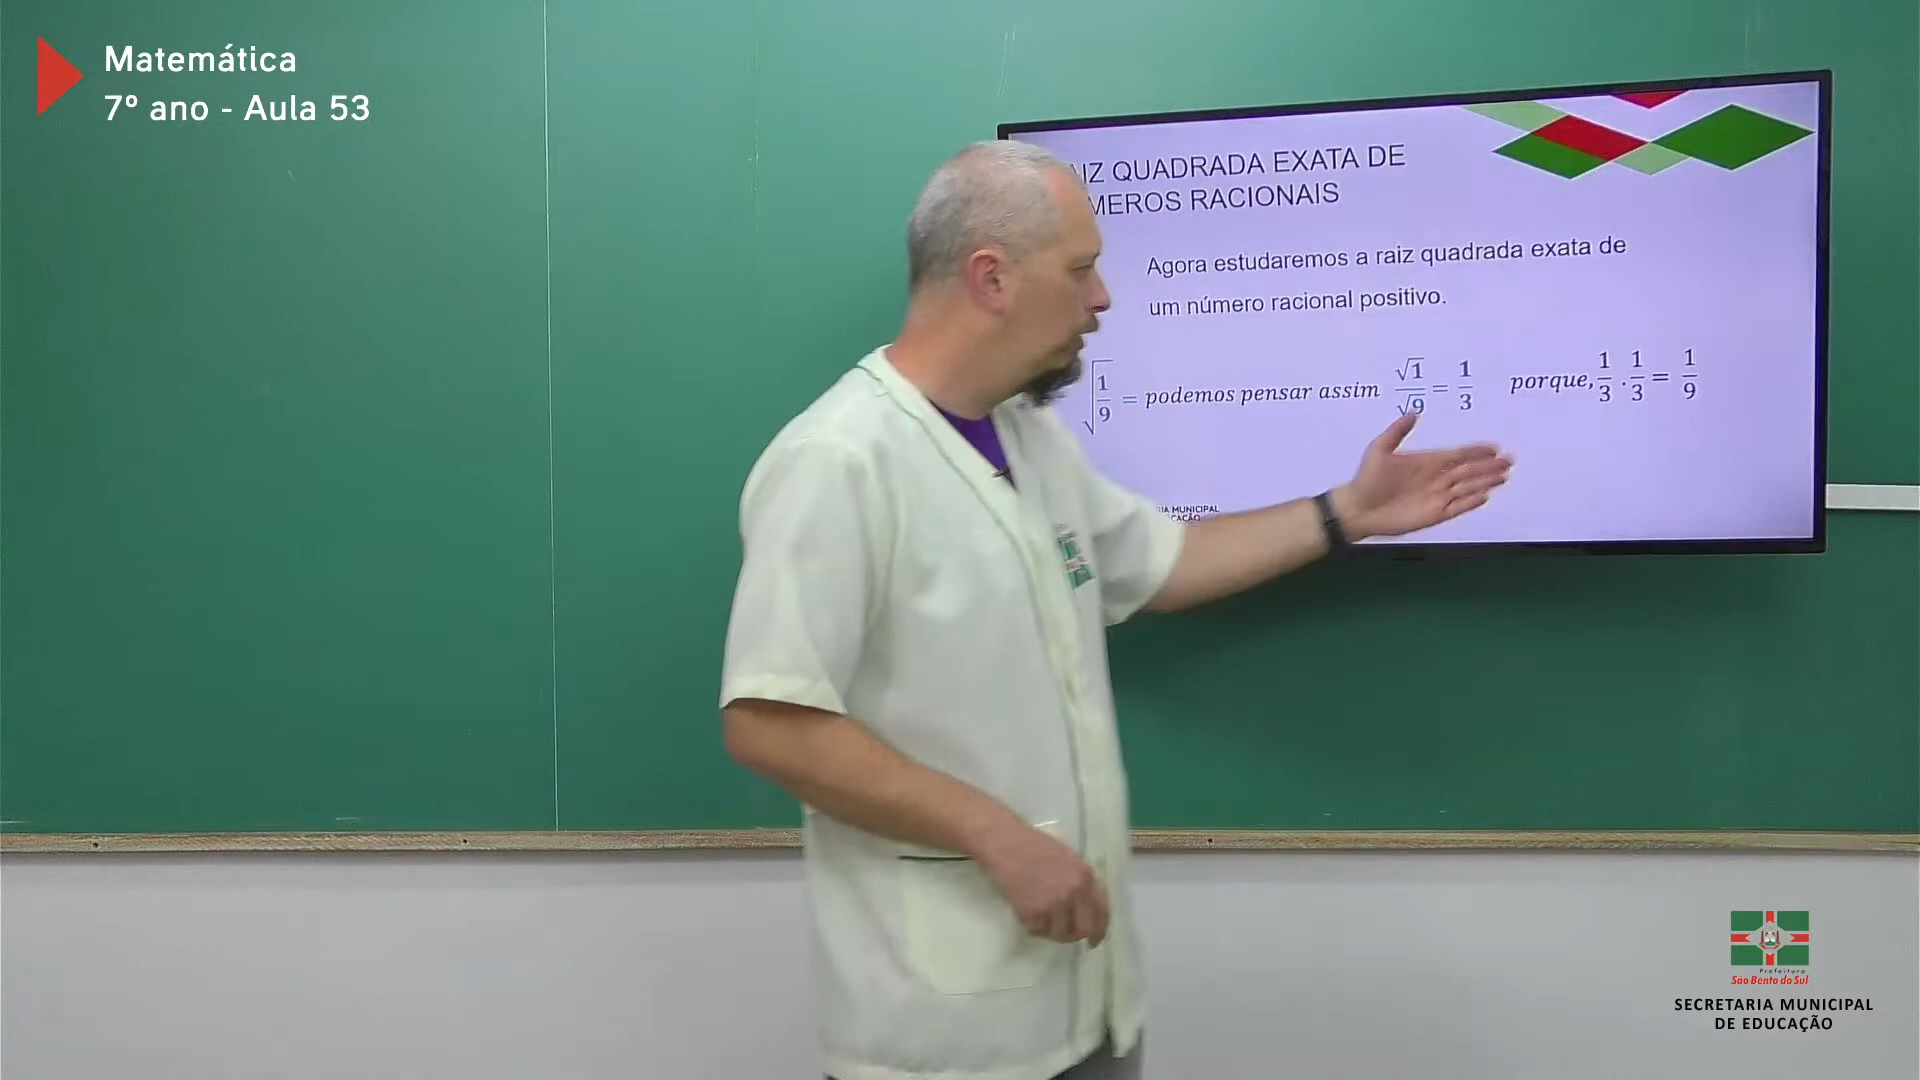 Matemática
7º ano - Aula 53
QUADRADA EXATA DE
RACIONAIS
Agora estudaremos a raiz quadrada exata de
um número racional positivo.
√1/9 = podemos pensar assim √1/√9 = 1/3 porque, 1/3 . 1/3 = 1/9
MUNICIPAL
Prefeitura
São Bento do Sul
SECRETARIA MUNICIPAL
DE EDUCAÇÃO